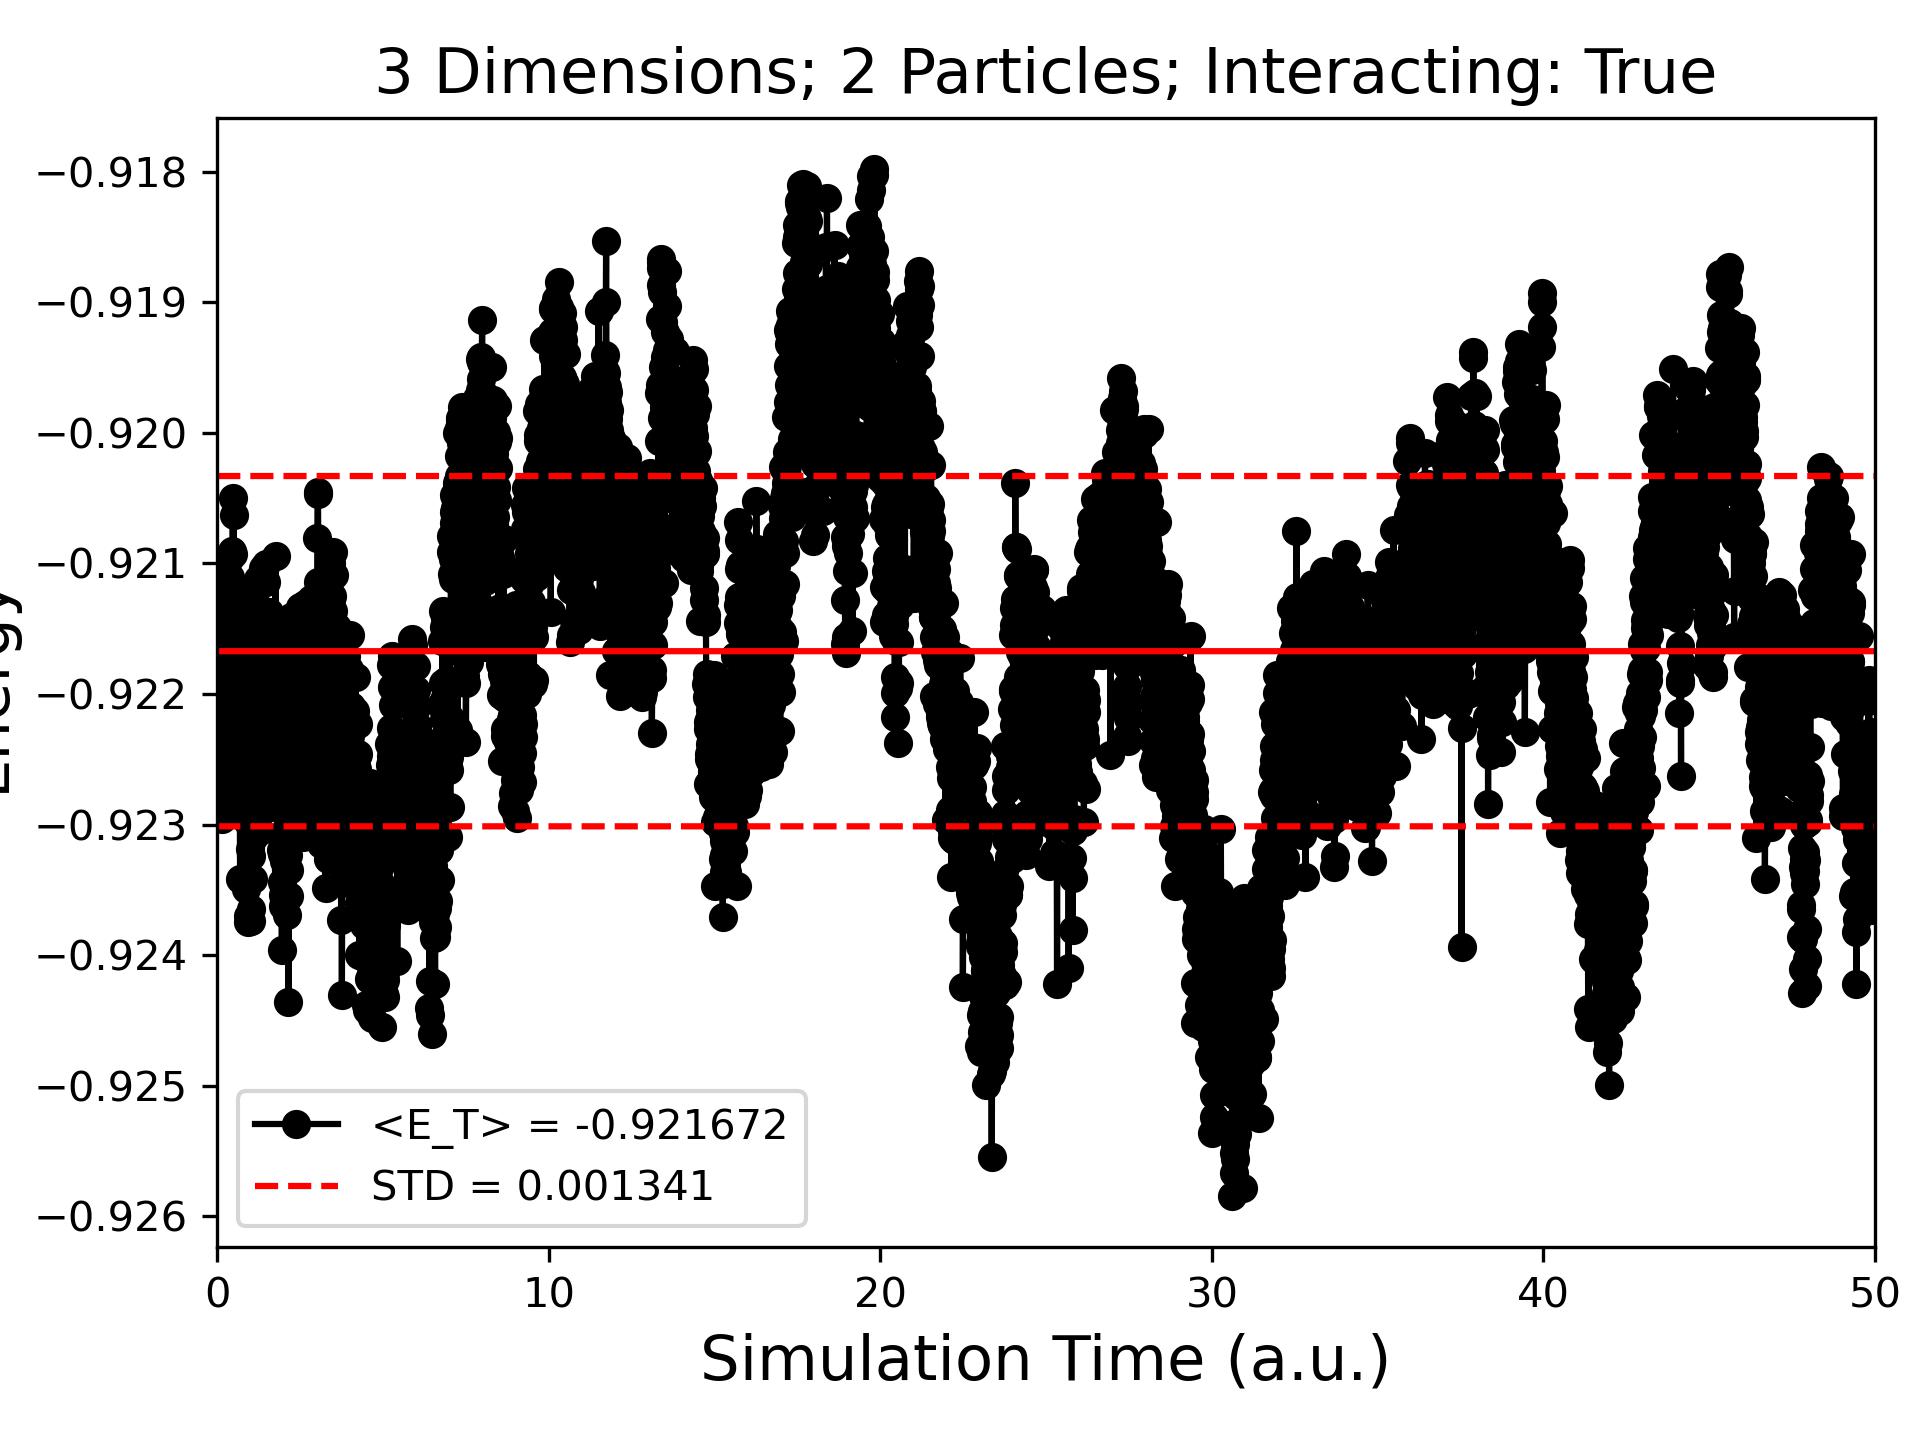 3 Dimensions; 2 Particles; Interacting: True
−0.918
−0.919
−0.920
−0.921
−0.922
−0.923
−0.924
−0.925
−0.926
Energy
<E_T> = -0.921672
STD = 0.001341
0 10 20 30 40 50
Simulation Time (a.u.)